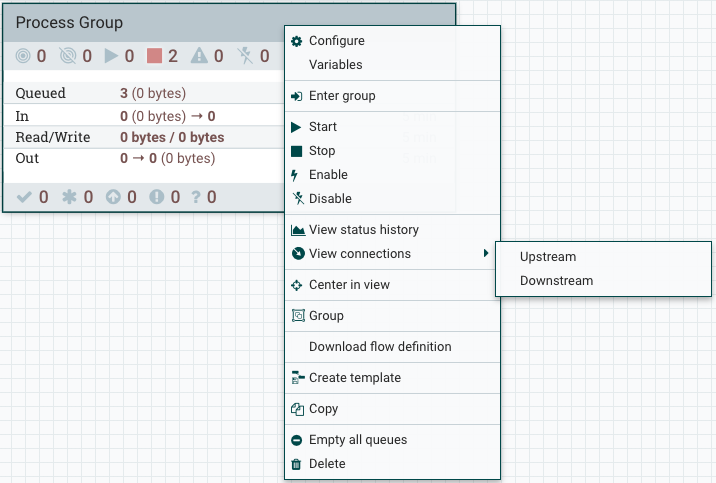 Process Group
0 0 0 2 0 0
Queued 3 (0 bytes)
In 0 (0 bytes) → 0
Read/Write 0 bytes / 0 bytes
Out 0 → 0 (0 bytes)
0 0 0 0 ? 0
Configure
Variables
Enter group
Start
Stop
Enable
Disable
View status history
View connections
Upstream
Downstream
Center in view
Group
Download flow definition
Create template
Copy
Empty all queues
Delete